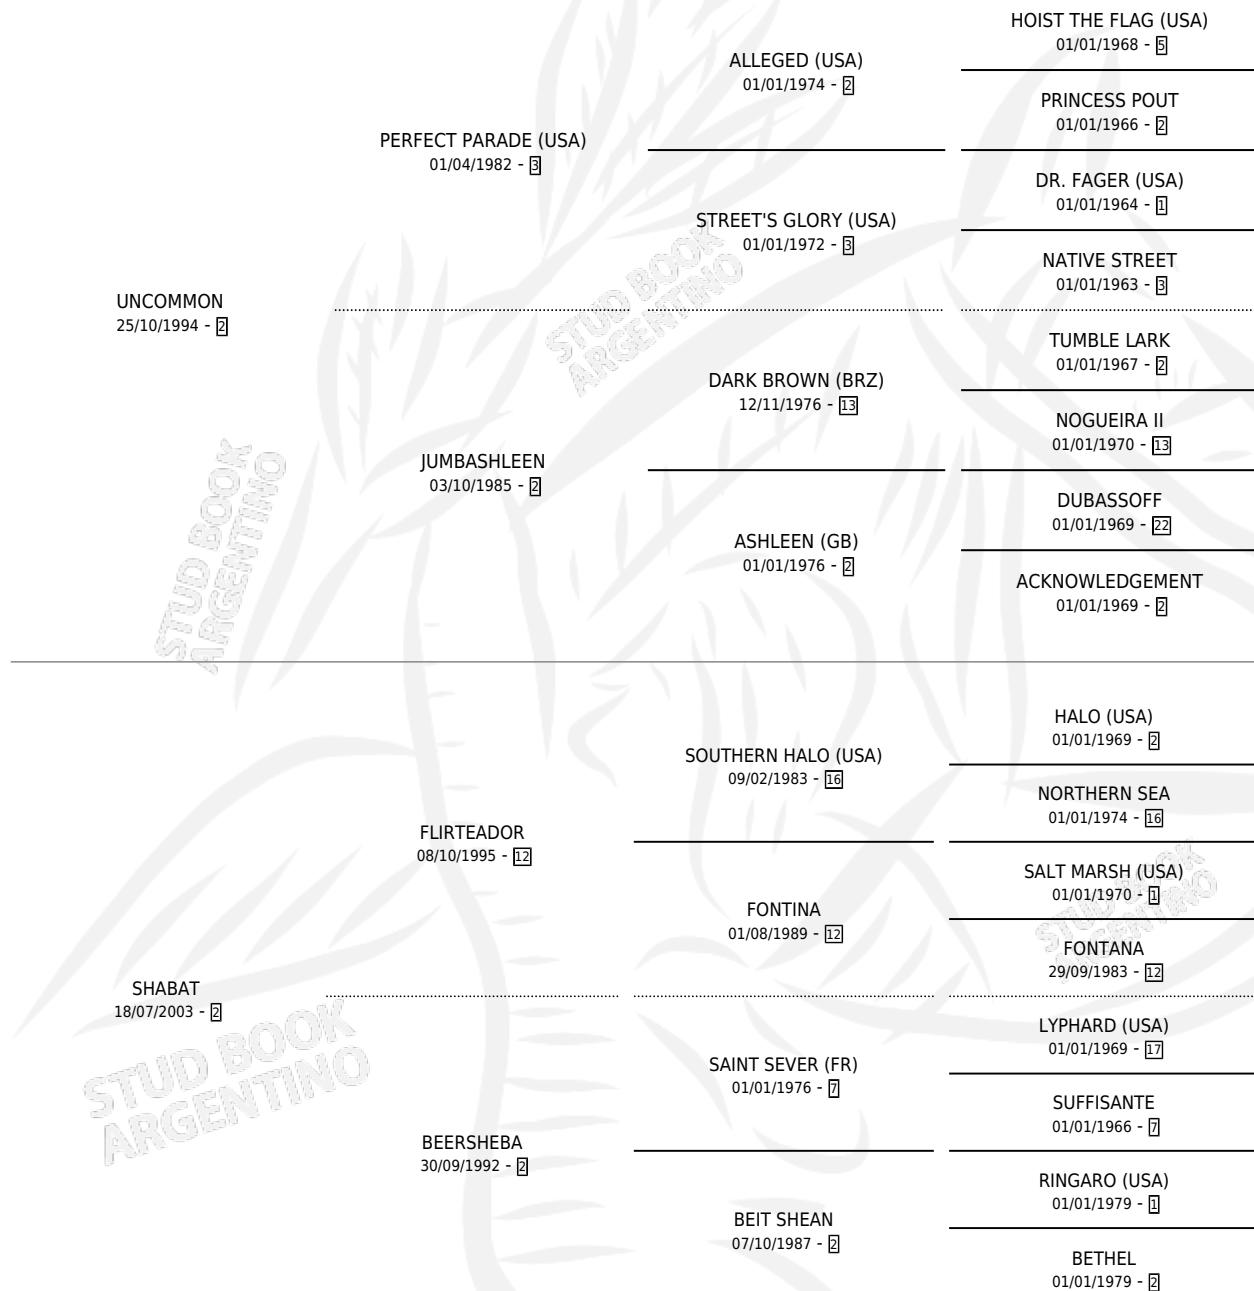 HOIST THE FLAG (USA)
01/01/1968 - 5
ALLEGED (USA)
01/01/1974 - 2
PRINCESS POUT
01/01/1966 - 2
PERFECT PARADE (USA)
01/04/1982 - 3
DR. FAGER (USA)
01/01/1964 - 1
STREET'S GLORY (USA)
01/01/1972 - 3
NATIVE STREET
01/01/1963 - 3
UNCOMMON
25/10/1994 - 2
STUD BOOK
ARGENTINO
TUMBLE LARK
01/01/1967 - 2
DARK BROWN (BRZ)
12/11/1976 - 13
NOGUEIRA II
01/01/1970 - 13
JUMBASHLEEN
03/10/1985 - 2
DUBASSOFF
01/01/1969 - 22
ASHLEEN (GB)
01/01/1976 - 2
ACKNOWLEDGEMENT
01/01/1969 - 2
STUD BOOK
ARGENTINO
HALO (USA)
01/01/1969 - 2
SOUTHERN HALO (USA)
09/02/1983 - 16
NORTHERN SEA
01/01/1974 - 16
FLIRTEADOR
08/10/1995 - 12
SALT MARSH (USA)
01/01/1970 - 1
FONTINA
01/08/1989 - 12
STUD BOOK
ARGENTINO
FONTANA
29/09/1983 - 12
SHABAT
18/07/2003 - 2
LYPHARD (USA)
01/01/1969 - 17
SAINT SEVER (FR)
01/01/1976 - 7
STUD BOOK
ARGENTINO
SUFFISANTE
01/01/1966 - 7
BEERSHEBA
30/09/1992 - 2
RINGARO (USA)
01/01/1979 - 1
BEIT SHEAN
07/10/1987 - 2
BETHEL
01/01/1979 - 2